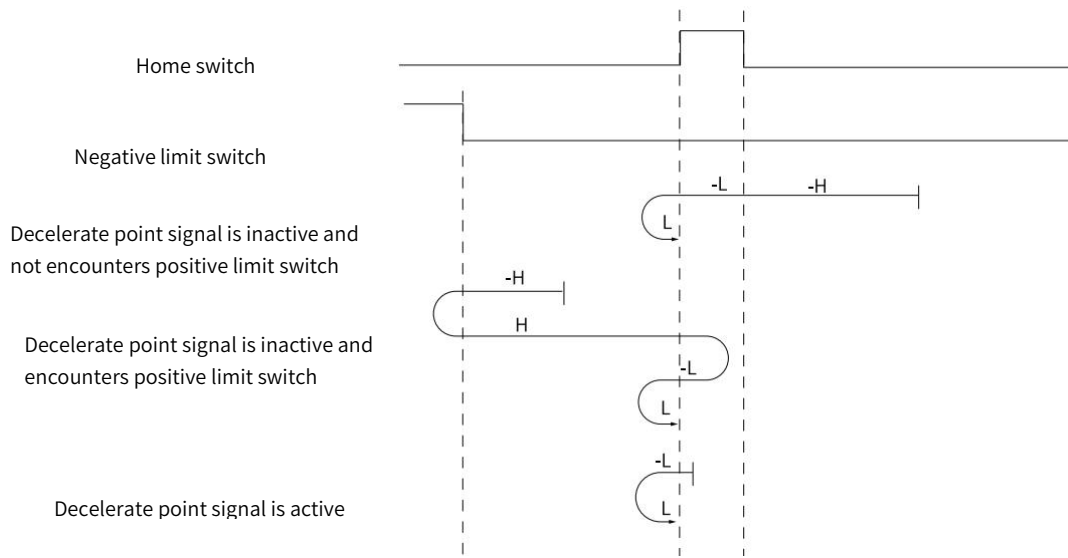 Home switch
Negative limit switch
-L
-H
L
Decelerate point signal is inactive and
not encounters positive limit switch
-H
H
Decelerate point signal is inactive and
encounters positive limit switch
-L
L
-L
L
Decelerate point signal is active